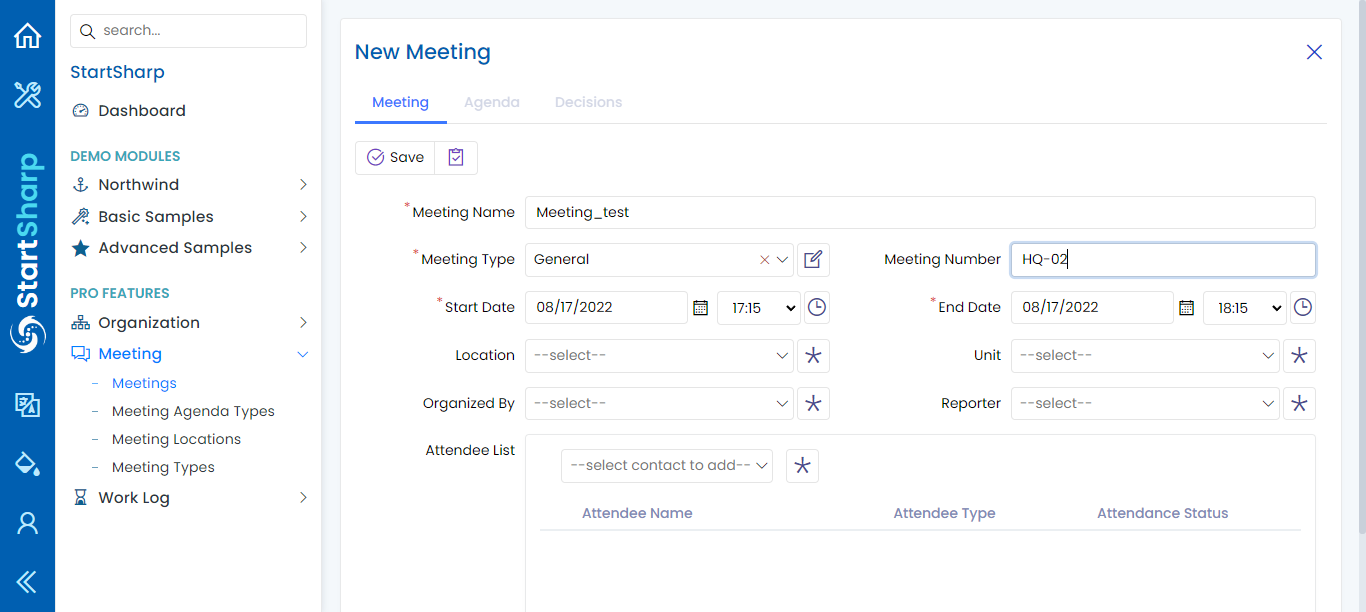 search...
StartSharp
Dashboard
DEMO MODULES
Northwind
Basic Samples
Advanced Samples
PRO FEATURES
Organization
Meeting
- Meetings
- Meeting Agenda Types
- Meeting Locations
- Meeting Types
Work Log
StartSharp
New Meeting
Meeting Agenda Decisions
Save
*Meeting Name Meeting_test
*Meeting Type General Meeting Number HQ-02
*Start Date 08/17/2022 17:15 *End Date 08/17/2022 18:15
Location --select-- Unit --select--
Organized By --select-- Reporter --select--
Attendee List --select contact to add--
Attendee Name Attendee Type Attendance Status